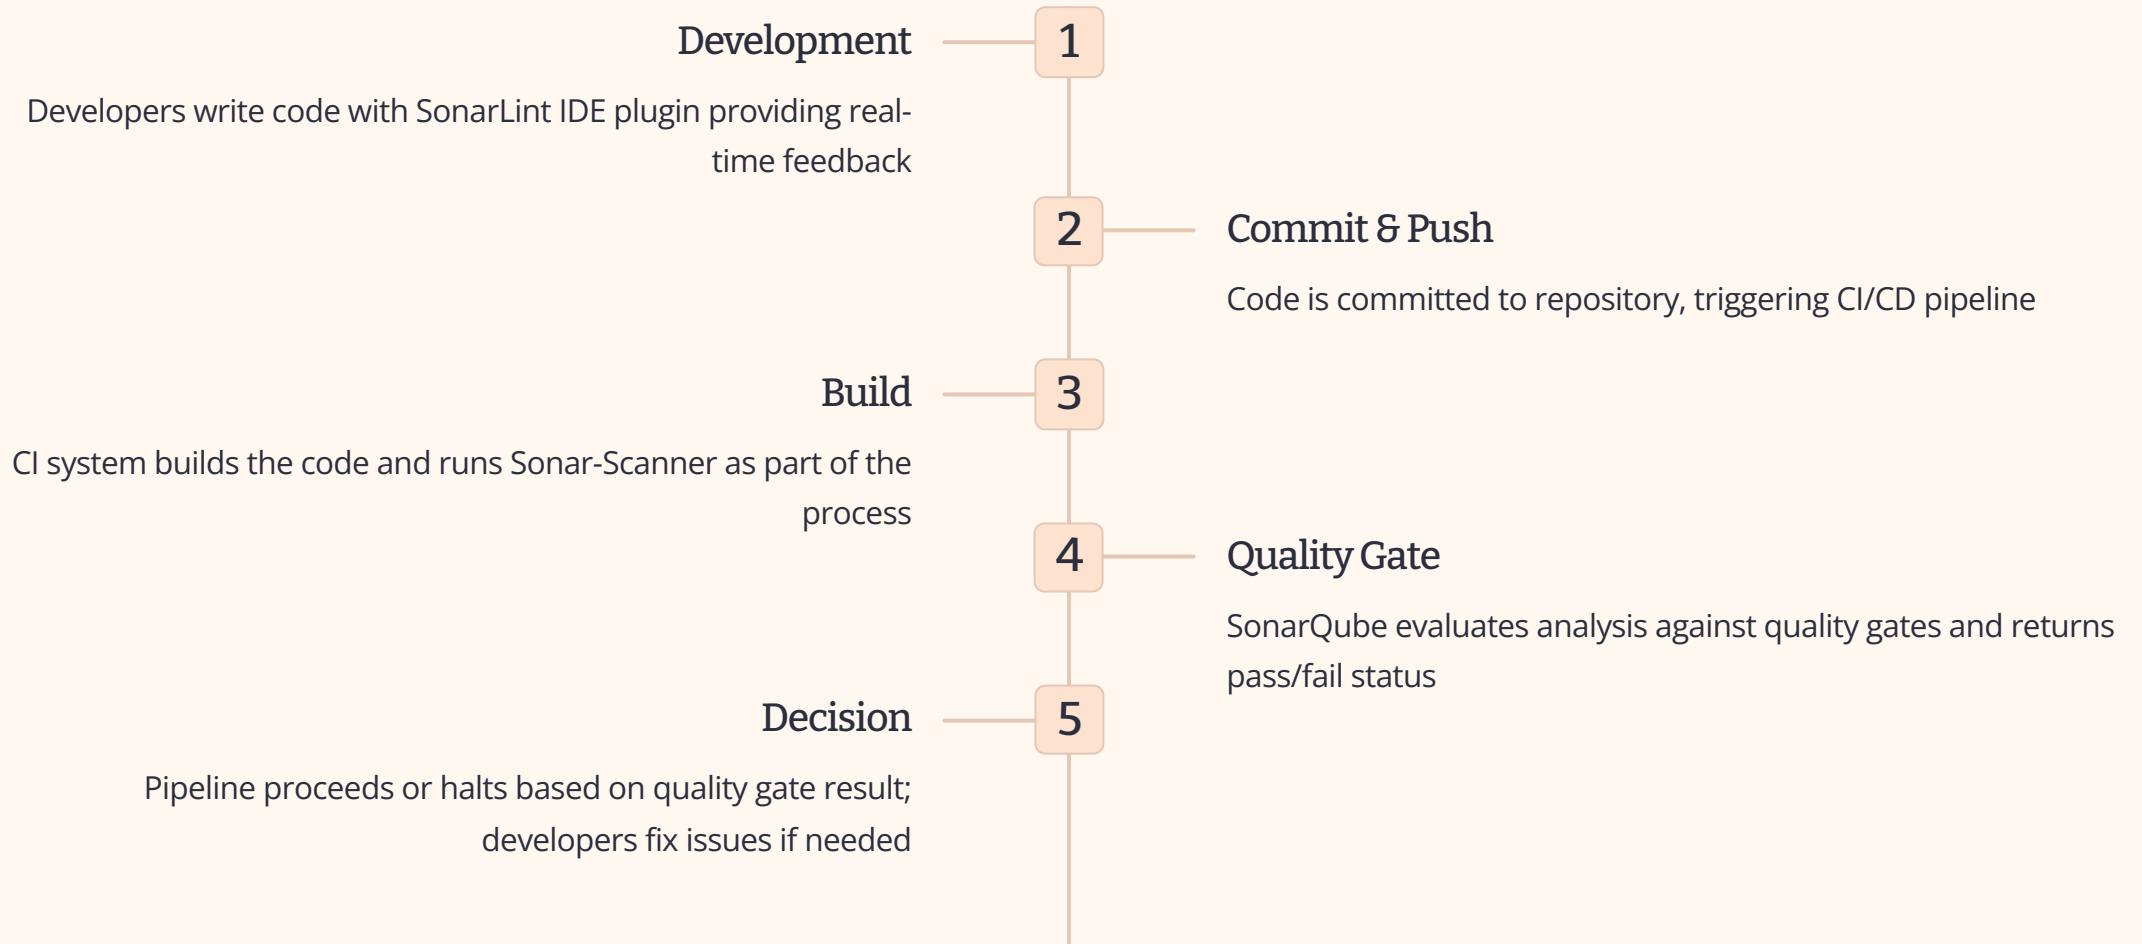 Development
1
Developers write code with SonarLint IDE plugin providing real-
time feedback
2
Commit & Push
Code is committed to repository, triggering CI/CD pipeline
Build
3
CI system builds the code and runs Sonar-Scanner as part of the
process
4
Quality Gate
SonarQube evaluates analysis against quality gates and returns
pass/fail status
Decision
5
Pipeline proceeds or halts based on quality gate result;
developers fix issues if needed